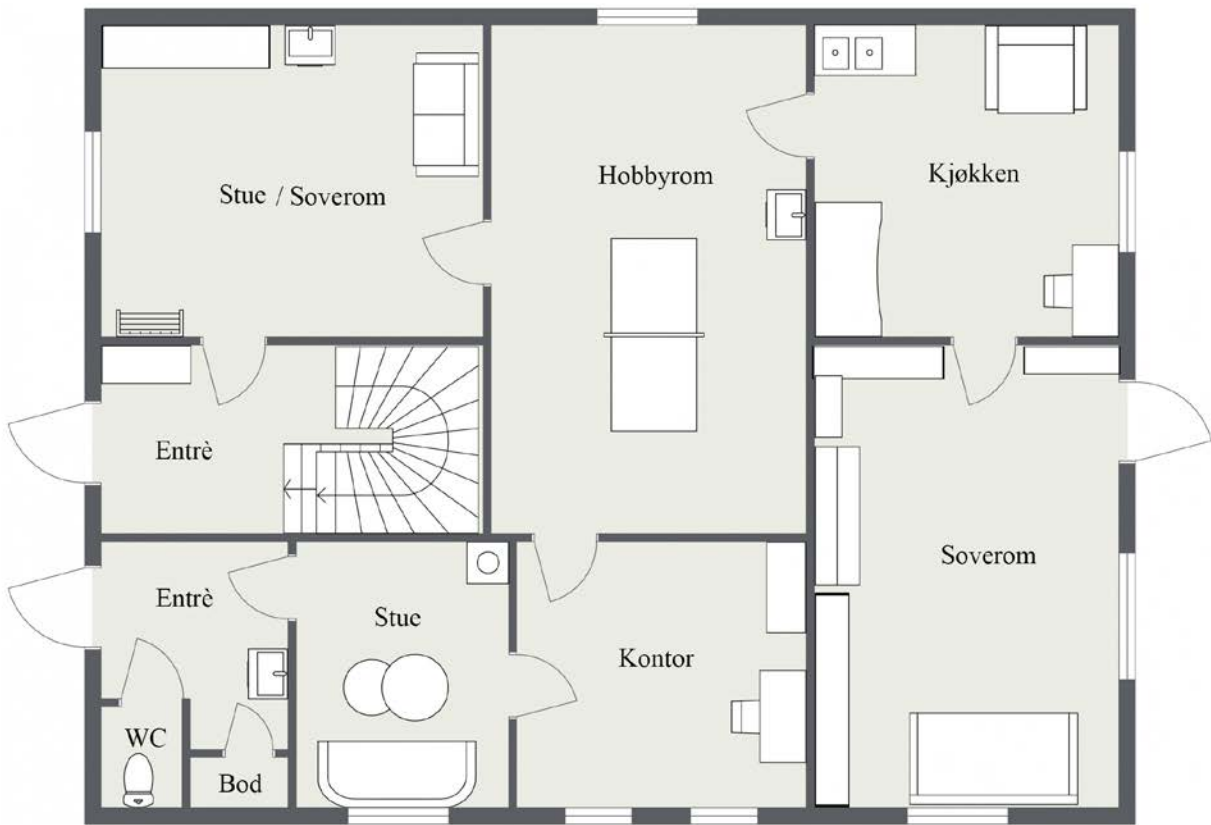 Stue / Soverom
Hobbyrom
Kjøkken
Entrè
Entrè
Stue
Kontor
Soverom
WC
Bod